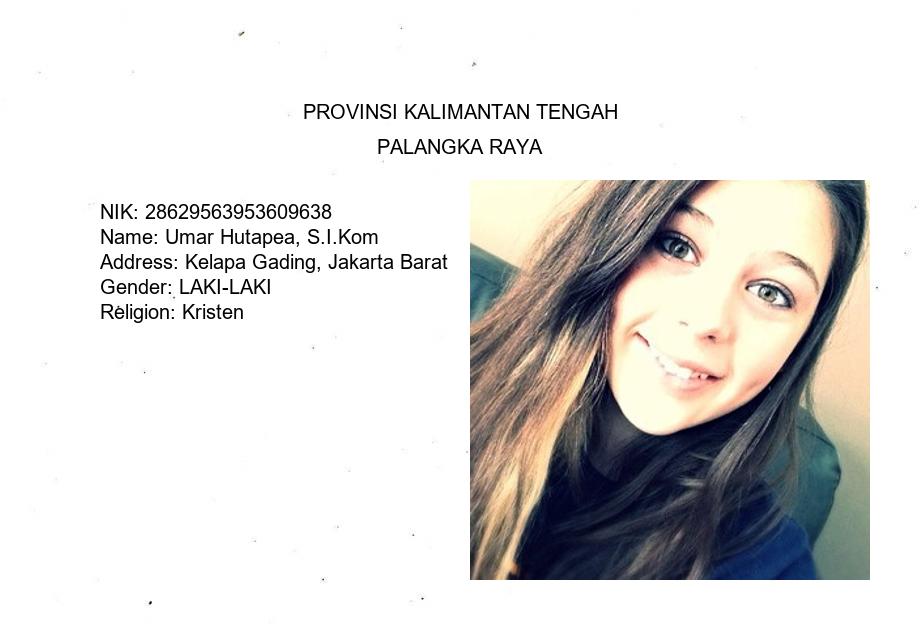 PROVINSI KALIMANTAN TENGAH
PALANGKA RAYA
NIK: 28629563953609638
Name: Umar Hutapea, S.I.Kom
Address: Kelapa Gading, Jakarta Barat
Gender: LAKI-LAKI
Religion: Kristen